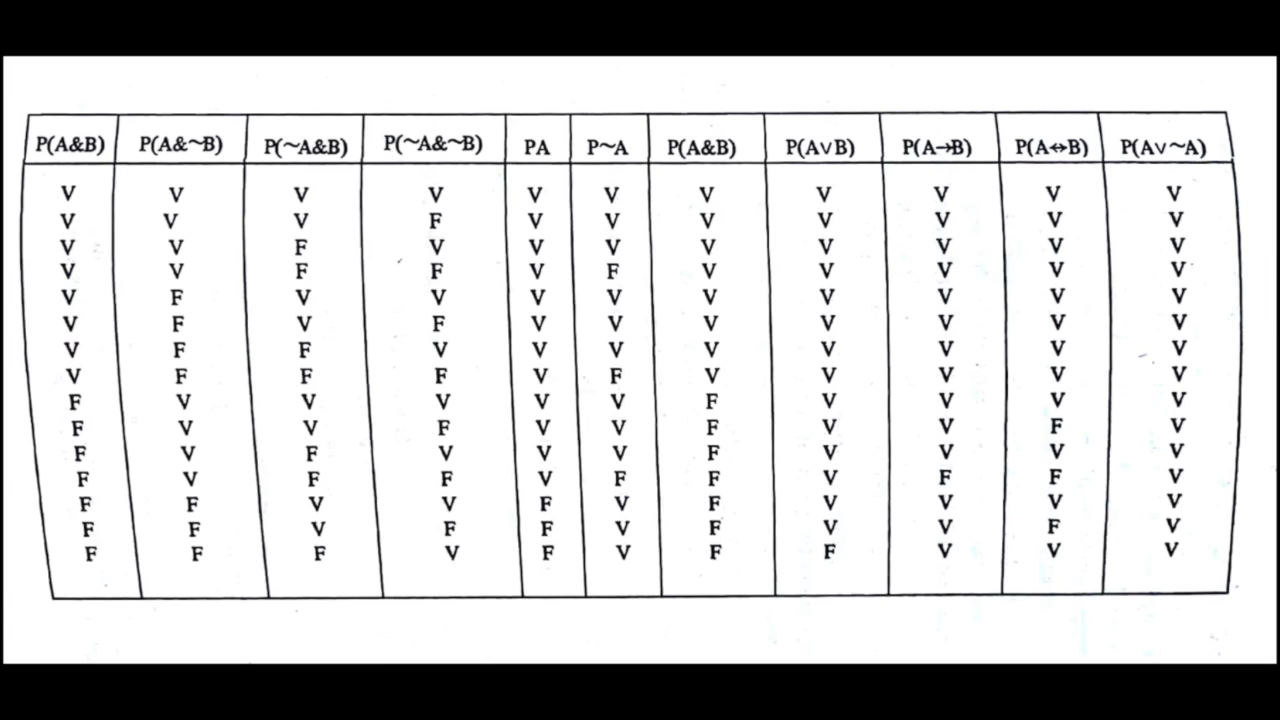 P(A&B) P(A&~B) P(~A&B) P(~A&~B) PA P~A P(A&B) P(A∨B) P(A→B) P(A↔B) P(A∨~A)
V V V V V V V V V V V
V V V F V V V V V V V
V V F V V V V V V V V
V V F F V F V V V V V
V F V V V V V V V V V
V F V F V V V V V V V
V F F V V V V V V V V
V F F F V F V V V V V
F V V V V V F V V V V
F V V F V V F V V F V
F V F V V V F V V V V
F V F F V F F V F F V
F F V V F V F V V V V
F F V F F V F V V F V
F F F V F V F F V V V